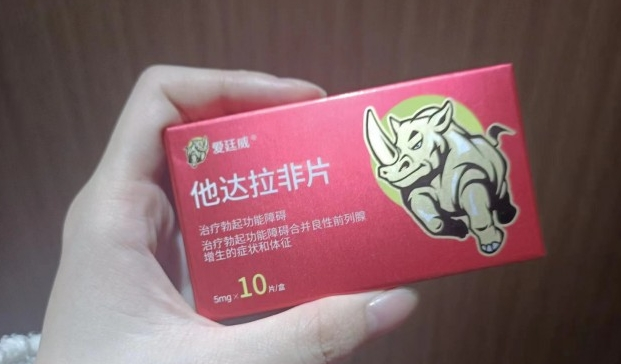 爱廷威®
他达拉非片
治疗勃起功能障碍
治疗勃起功能障碍合并良性前列腺
增生的症状和体征
5mg×10片/盒